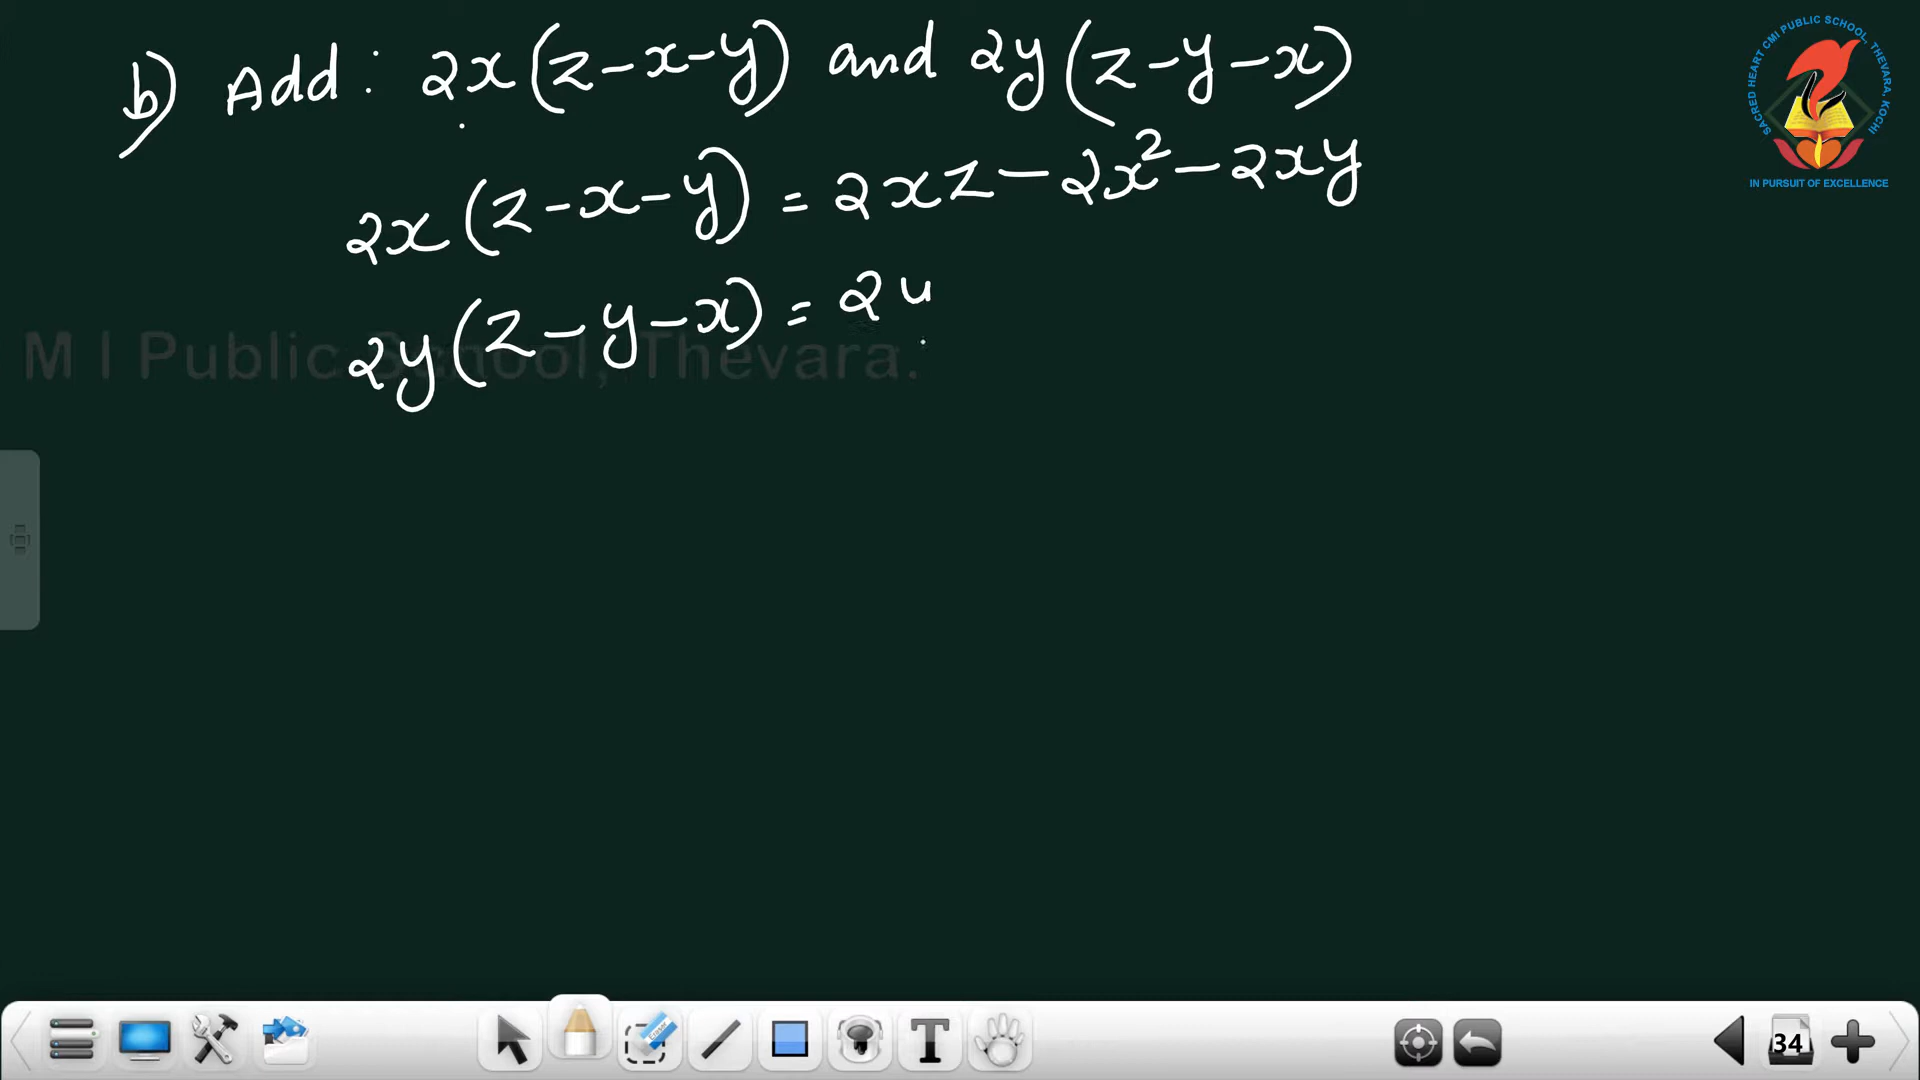 b) Add : 2x(z-x-y) and 2y(z-y-x)
2x(z-x-y) = 2xz - 2x² - 2xy
2y(z-y-x) = 2y
M I Public School, Thevara.
SACRED HEART CMI PUBLIC SCHOOL, THEVARA, KOCHI
IN PURSUIT OF EXCELLENCE
T
34